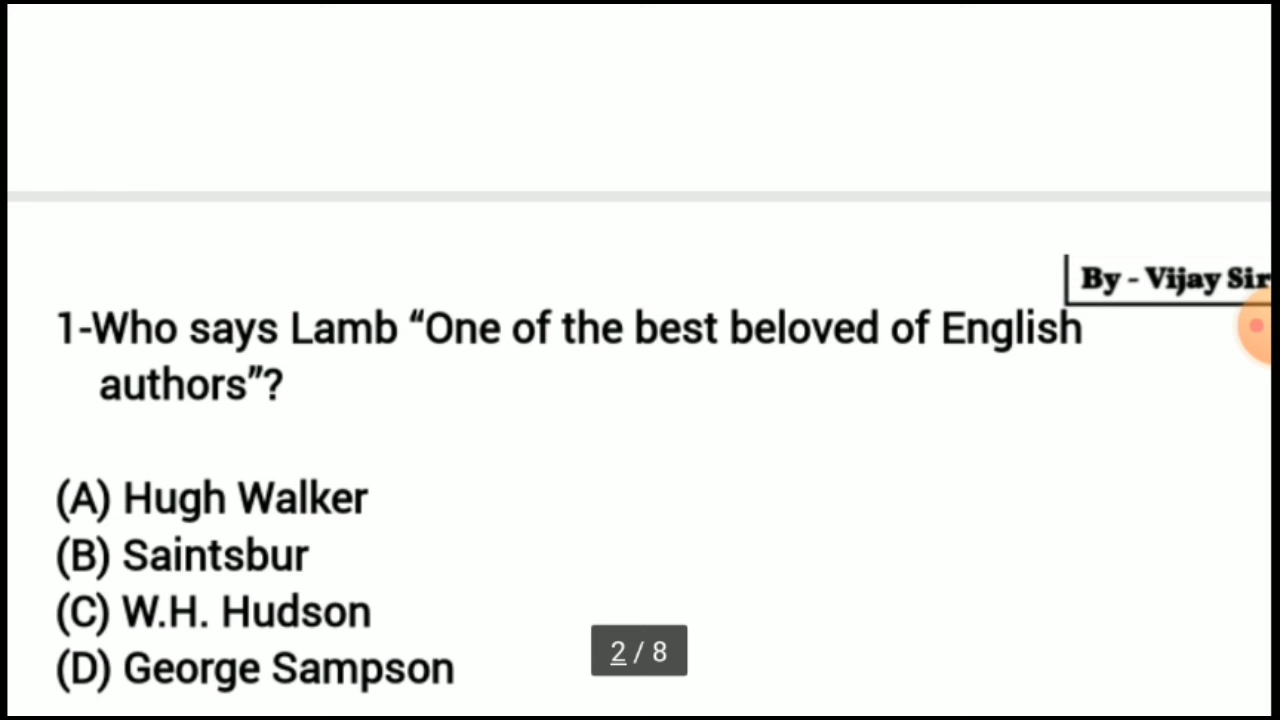 By - Vijay Sir
1-Who says Lamb “One of the best beloved of English
authors”?
(A) Hugh Walker
(B) Saintsbur
(C) W.H. Hudson
(D) George Sampson
2 / 8